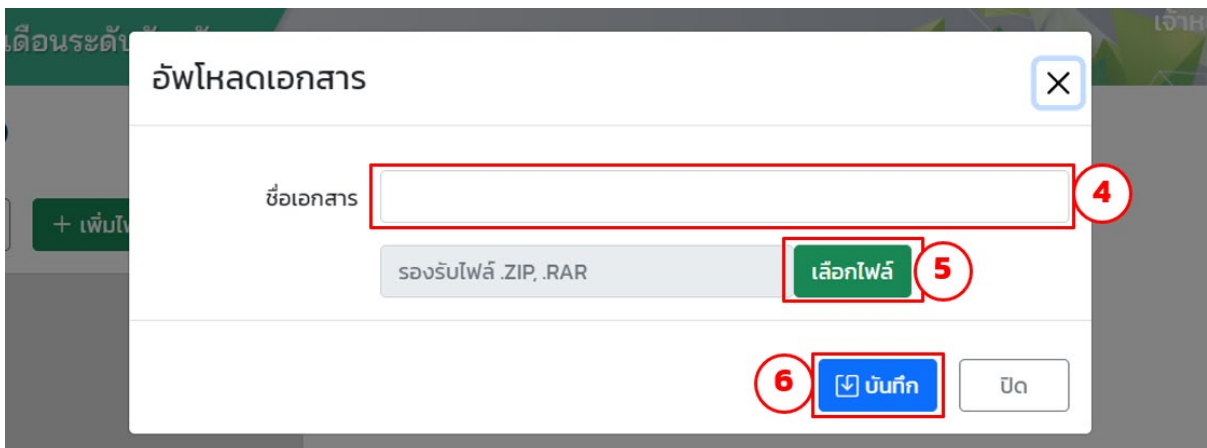 เจ้าห
เดือนระดับ
อัพโหลดเอกสาร
ชื่อเอกสาร
4
+ เพิ่มไฟ
รองรับไฟล์ .ZIP, .RAR
เลือกไฟล์
5
6
บันทึก
ปิด